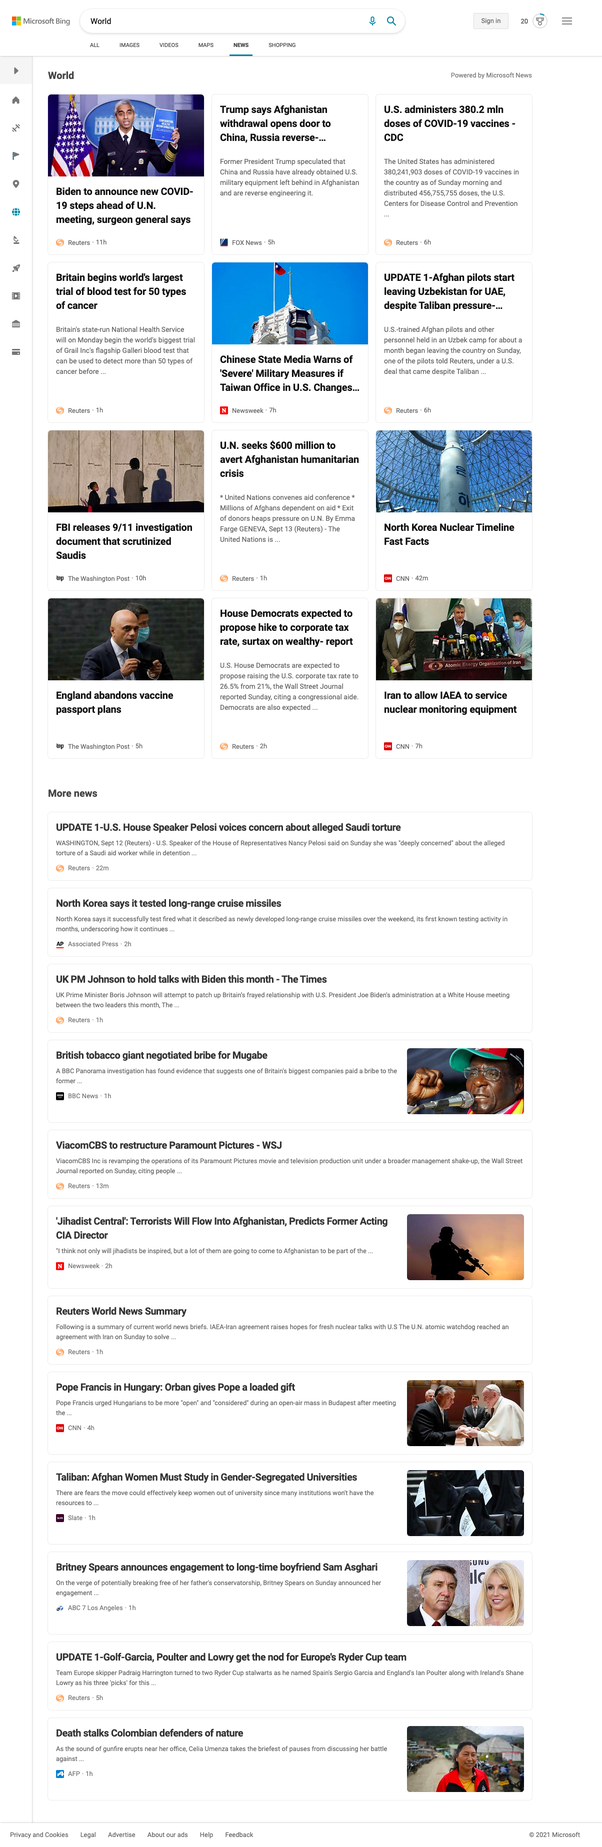 Microsoft Bing
World
Sign in
20
ALL
IMAGES
VIDEOS
MAPS
NEWS
SHOPPING
World
Powered by Microsoft News
Biden to announce new COVID-
19 steps ahead of U.N.
meeting, surgeon general says
Reuters · 11h
Trump says Afghanistan
withdrawal opens door to
China, Russia reverse-...
Former President Trump speculated that
China and Russia have already obtained U.S.
military equipment left behind in Afghanistan
and are reverse engineering it.
FOX News · 5h
U.S. administers 380.2 mln
doses of COVID-19 vaccines -
CDC
The United States has administered
380,241,903 doses of COVID-19 vaccines in
the country as of Sunday morning and
distributed 456,755,755 doses, the U.S.
Centers for Disease Control and Prevention
...
Reuters · 6h
Britain begins world's largest
trial of blood test for 50 types
of cancer
Britain's state-run National Health Service
will on Monday begin the world's biggest trial
of Grail Inc's flagship Galleri blood test that
can be used to detect more than 50 types of
cancer before ...
Reuters · 1h
Chinese State Media Warns of
'Severe' Military Measures if
Taiwan Office in U.S. Changes...
Newsweek · 7h
UPDATE 1-Afghan pilots start
leaving Uzbekistan for UAE,
despite Taliban pressure-...
U.S.-trained Afghan pilots and other
personnel held in an Uzbek camp for about a
month began leaving the country on Sunday,
one of the pilots told Reuters, under a U.S.
deal that came despite Taliban ...
Reuters · 6h
FBI releases 9/11 investigation
document that scrutinized
Saudis
The Washington Post · 10h
U.N. seeks $600 million to
avert Afghanistan humanitarian
crisis
* United Nations convenes aid conference *
Millions of Afghans dependent on aid * Exit
of donors heaps pressure on U.N. By Emma
Farge GENEVA, Sept 13 (Reuters) - The
United Nations is ...
Reuters · 1h
North Korea Nuclear Timeline
Fast Facts
CNN · 42m
England abandons vaccine
passport plans
The Washington Post · 5h
House Democrats expected to
propose hike to corporate tax
rate, surtax on wealthy- report
U.S. House Democrats are expected to
propose raising the U.S. corporate tax rate to
26.5% from 21%, the Wall Street Journal
reported Sunday, citing a congressional aide.
Democrats are also expected ...
Reuters · 2h
Atomic Energy Organization of Iran
Iran to allow IAEA to service
nuclear monitoring equipment
CNN · 7h
More news
UPDATE 1-U.S. House Speaker Pelosi voices concern about alleged Saudi torture
WASHINGTON, Sept 12 (Reuters) - U.S. Speaker of the House of Representatives Nancy Pelosi said on Sunday she was "deeply concerned" about the alleged
torture of a Saudi aid worker while in detention ...
Reuters · 22m
North Korea says it tested long-range cruise missiles
North Korea says it successfully test fired what it described as newly developed long-range cruise missiles over the weekend, its first known testing activity in
months, underscoring how it continues ...
AP
Associated Press · 2h
UK PM Johnson to hold talks with Biden this month - The Times
UK Prime Minister Boris Johnson will attempt to patch up Britain's frayed relationship with U.S. President Joe Biden's administration at a White House meeting
between the two leaders this month, The ...
Reuters · 1h
British tobacco giant negotiated bribe for Mugabe
A BBC Panorama investigation has found evidence that suggests one of Britain's biggest companies paid a bribe to the
former ...
BBC News · 1h
ViacomCBS to restructure Paramount Pictures - WSJ
ViacomCBS Inc is revamping the operations of its Paramount Pictures movie and television production unit under a broader management shake-up, the Wall Street
Journal reported on Sunday, citing people ...
Reuters · 13m
'Jihadist Central': Terrorists Will Flow Into Afghanistan, Predicts Former Acting
CIA Director
"I think not only will jihadists be inspired, but a lot of them are going to come to Afghanistan to be part of the ...
Newsweek · 2h
Reuters World News Summary
Following is a summary of current world news briefs. IAEA-Iran agreement raises hopes for fresh nuclear talks with U.S The U.N. atomic watchdog reached an
agreement with Iran on Sunday to solve ...
Reuters · 1h
Pope Francis in Hungary: Orban gives Pope a loaded gift
Pope Francis urged Hungarians to be more "open" and "considered" during an open-air mass in Budapest after meeting
the ...
CNN · 4h
Taliban: Afghan Women Must Study in Gender-Segregated Universities
There are fears the move could effectively keep women out of university since many institutions won't have the
resources to ...
Slate · 1h
Britney Spears announces engagement to long-time boyfriend Sam Asghari
On the verge of potentially breaking free of her father's conservatorship, Britney Spears on Sunday announced her
engagement ...
ABC 7 Los Angeles · 1h
UPDATE 1-Golf-Garcia, Poulter and Lowry get the nod for Europe's Ryder Cup team
Team Europe skipper Padraig Harrington turned to two Ryder Cup stalwarts as he named Spain's Sergio Garcia and England's Ian Poulter along with Ireland's Shane
Lowry as his three 'picks' for this ...
Reuters · 5h
Death stalks Colombian defenders of nature
As the sound of gunfire erupts near her office, Celia Umenza takes the briefest of pauses from discussing her battle
against ...
AFP · 1h
Privacy and Cookies
Legal
Advertise
About our ads
Help
Feedback
© 2021 Microsoft